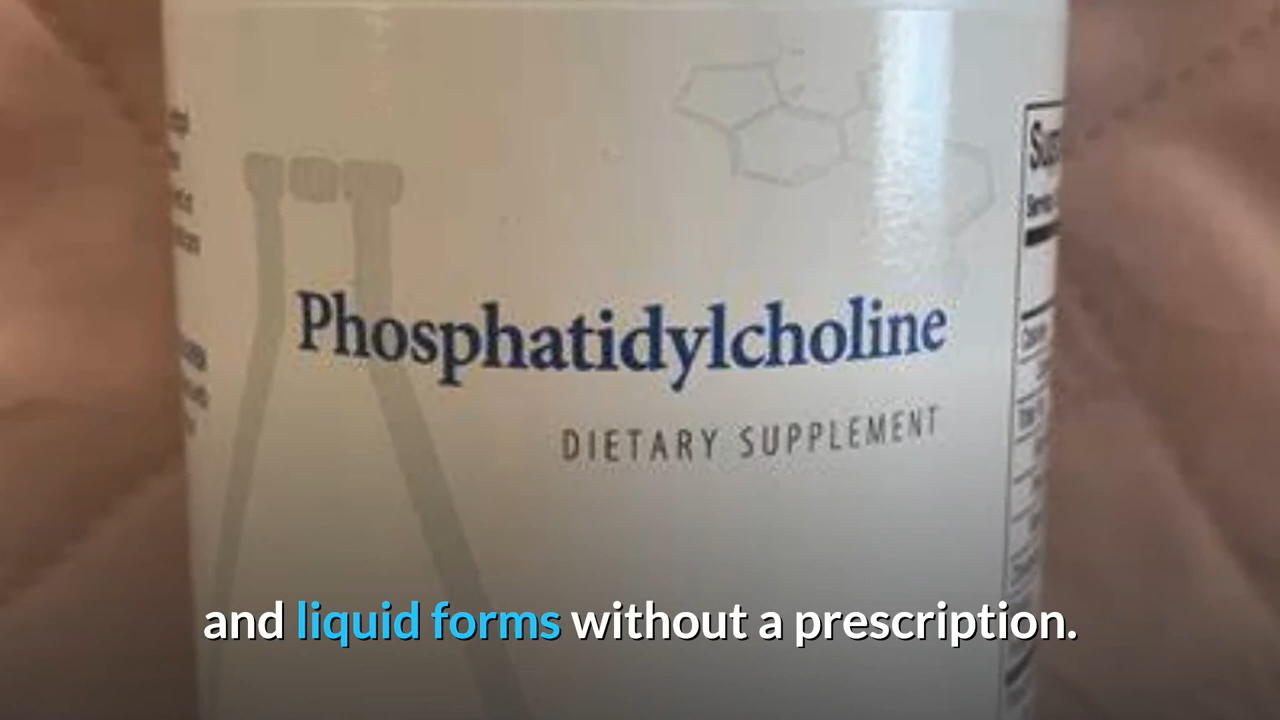 Phosphatidylcholine
DIETARY SUPPLEMENT
and liquid forms without a prescription.